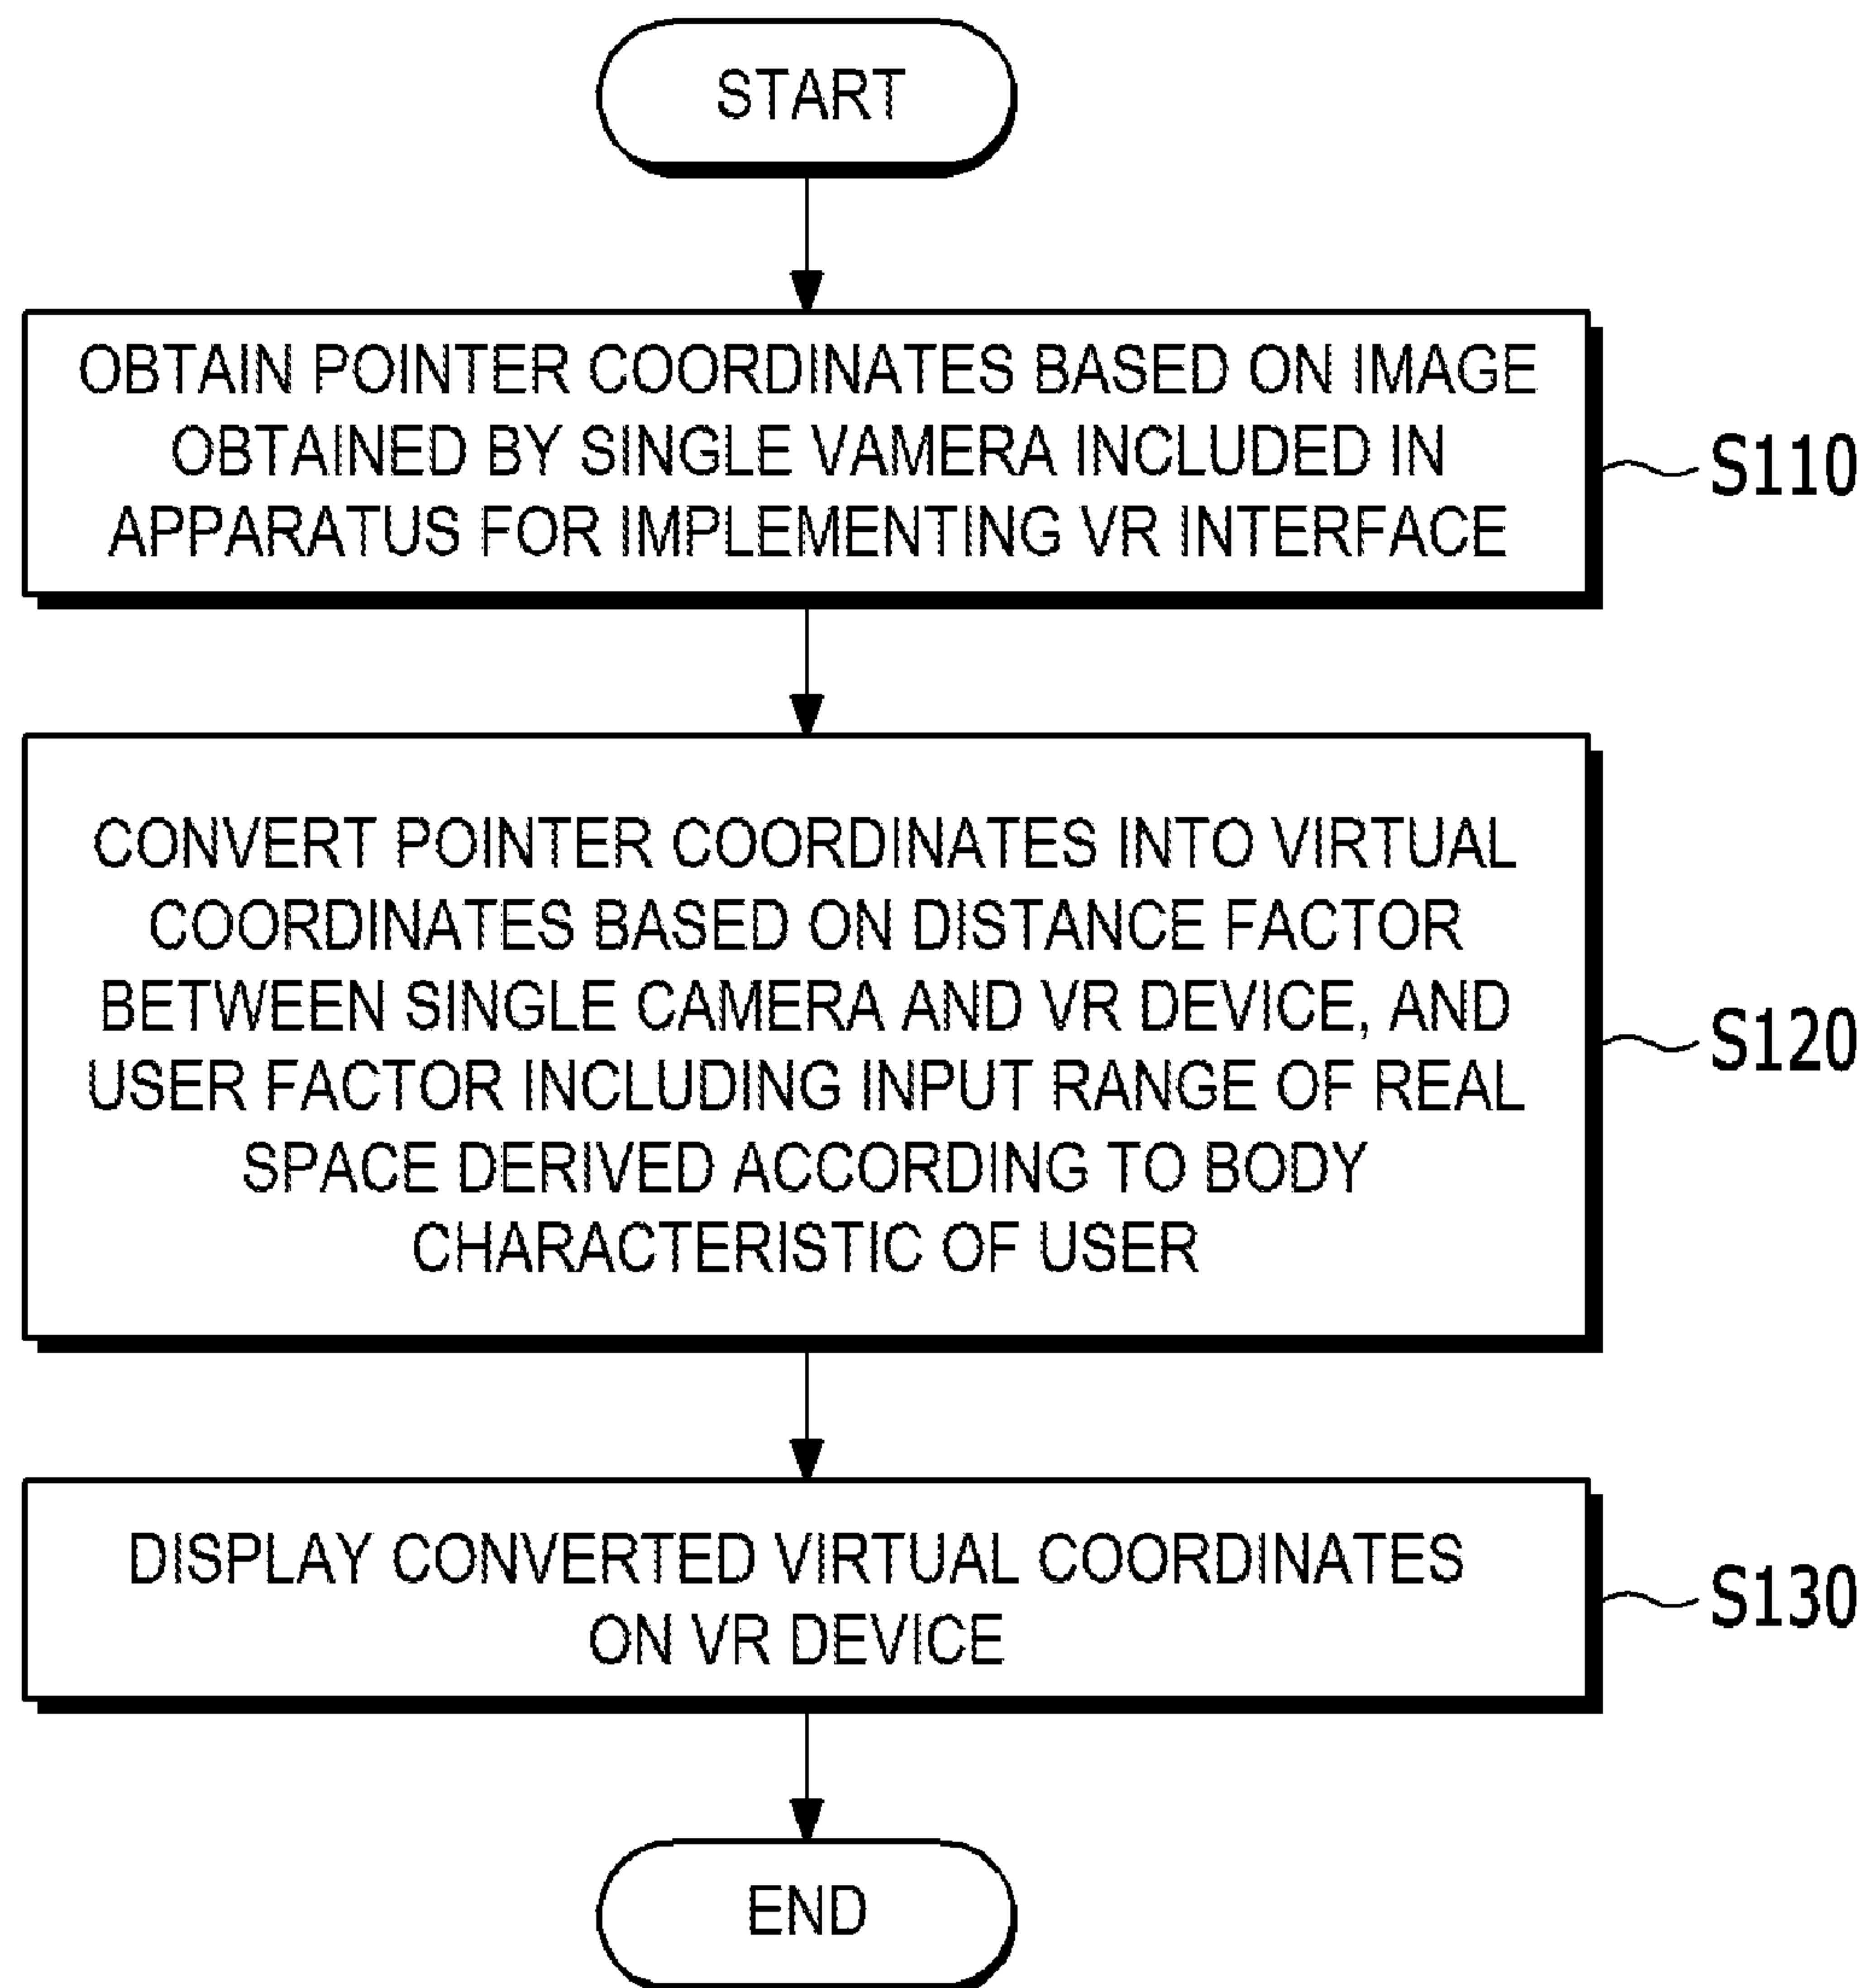 START
OBTAIN POINTER COORDINATES BASED ON IMAGE
OBTAINED BY SINGLE VAMERA INCLUDED IN
APPARATUS FOR IMPLEMENTING VR INTERFACE
S110
CONVERT POINTER COORDINATES INTO VIRTUAL
COORDINATES BASED ON DISTANCE FACTOR
BETWEEN SINGLE CAMERA AND VR DEVICE, AND
USER FACTOR INCLUDING INPUT RANGE OF REAL
SPACE DERIVED ACCORDING TO BODY
CHARACTERISTIC OF USER
S120
DISPLAY CONVERTED VIRTUAL COORDINATES
ON VR DEVICE
S130
END